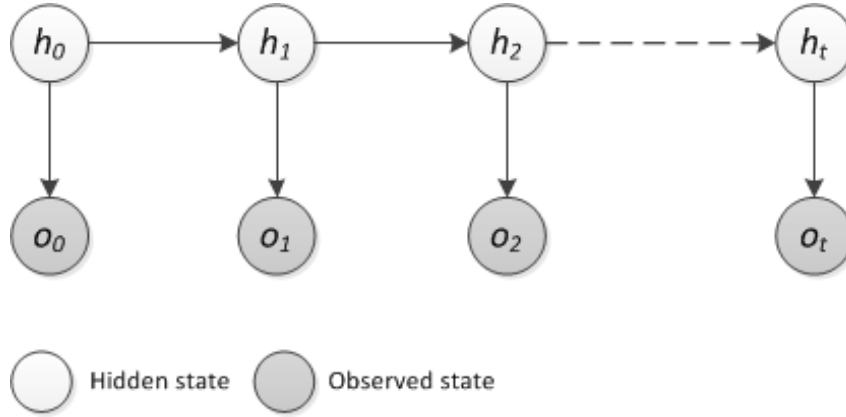 h0 h1 h2 ht
o0 o1 o2 ot
Hidden state Observed state